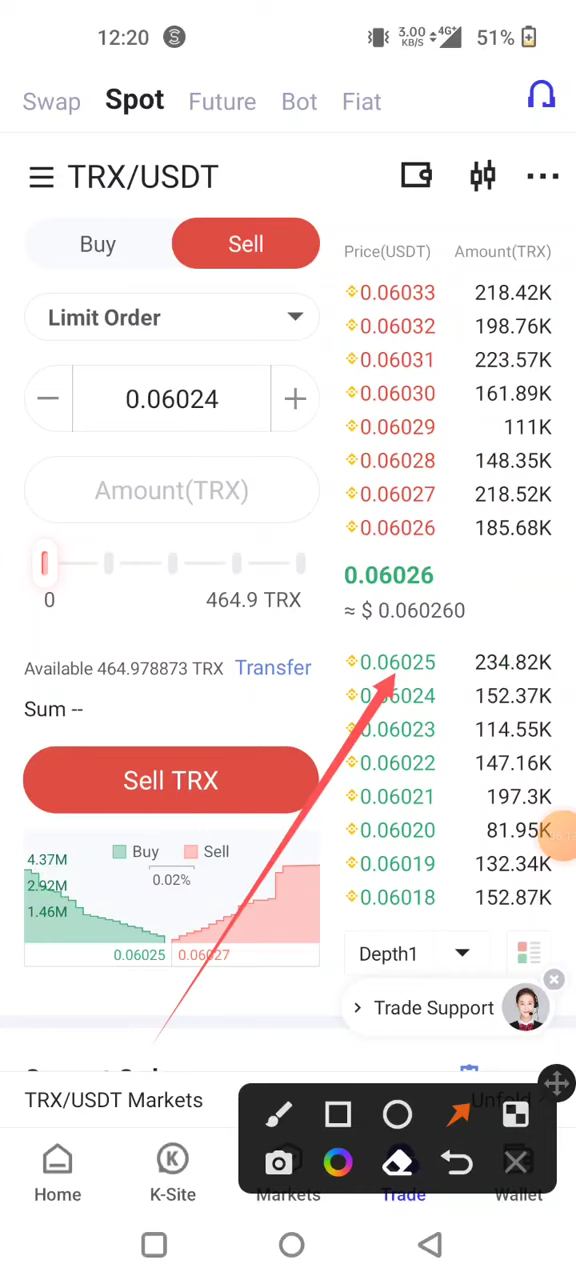 12:20
S
3.00
KB/S
4G+
51%
Swap Spot Future Bot Fiat
TRX/USDT
Buy Sell
Price(USDT) Amount(TRX)
Limit Order
0.06033 218.42K
0.06032 198.76K
0.06031 223.57K
0.06024
0.06030 161.89K
0.06029 111K
Amount(TRX)
0.06028 148.35K
0.06027 218.52K
0.06026 185.68K
0.06026
0 464.9 TRX
≈ $ 0.060260
Available 464.978873 TRX Transfer
0.06025 234.82K
Sum --
0.06024 152.37K
0.06023 114.55K
Sell TRX
0.06022 147.16K
0.06021 197.3K
0.06020 81.95K
0.06019 132.34K
0.06018 152.87K
4.37M
2.92M
1.46M
Buy Sell
0.02%
0.06025 0.06027
Depth1
Trade Support
TRX/USDT Markets
Unfold
K
Home K-Site Markets Trade Wallet